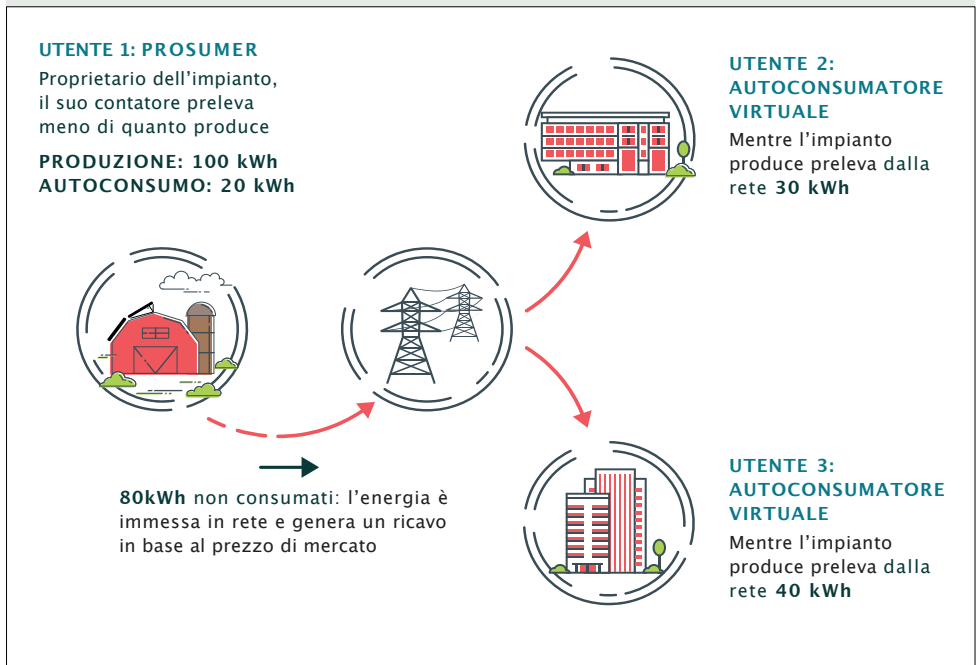 UTENTE 1: PROSUMER
Proprietario dell’impianto,
il suo contatore preleva
meno di quanto produce
PRODUZIONE: 100 kWh
AUTOCONSUMO: 20 kWh
UTENTE 2:
AUTOCONSUMATORE
VIRTUALE
Mentre l’impianto
produce preleva dalla
rete 30 kWh
80kWh non consumati: l’energia è
immessa in rete e genera un ricavo
in base al prezzo di mercato
UTENTE 3:
AUTOCONSUMATORE
VIRTUALE
Mentre l’impianto
produce preleva dalla
rete 40 kWh